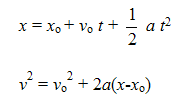 x = xₒ + vₒ t + 1/2 a t²
v² = vₒ² + 2a(x-xₒ)